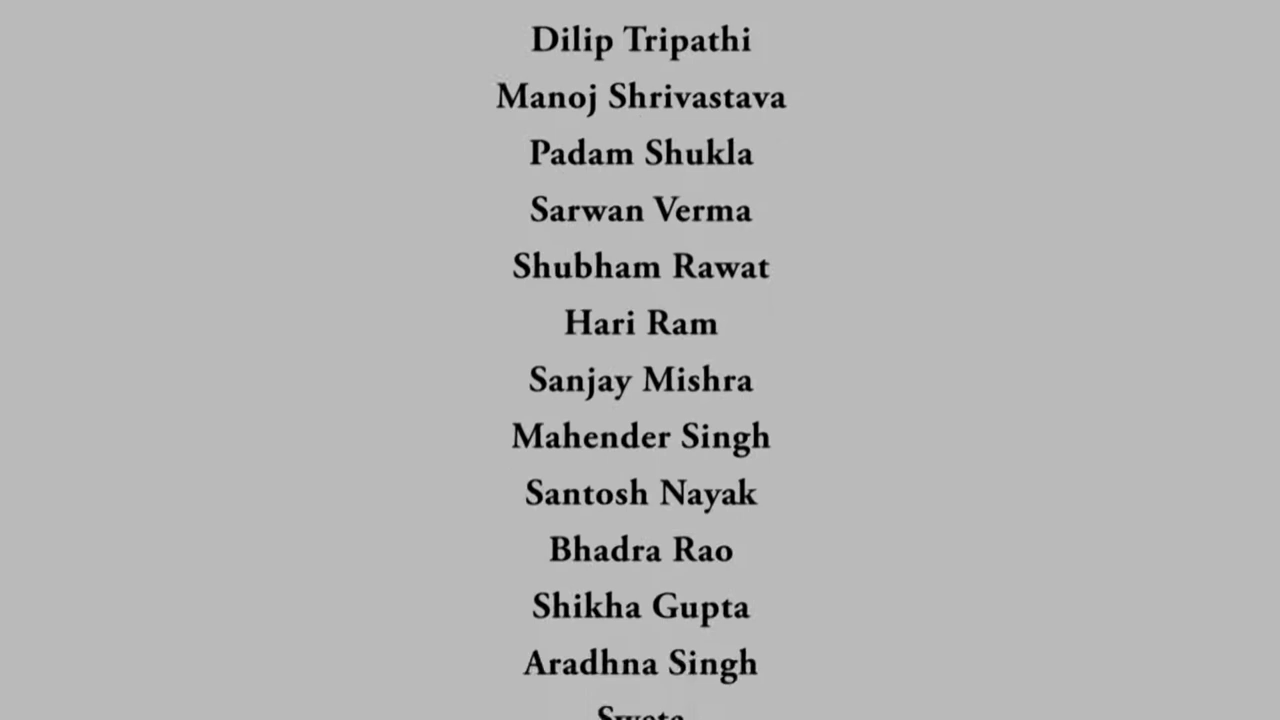 Dilip Tripathi
Manoj Shrivastava
Padam Shukla
Sarwan Verma
Shubham Rawat
Hari Ram
Sanjay Mishra
Mahender Singh
Santosh Nayak
Bhadra Rao
Shikha Gupta
Aradhna Singh